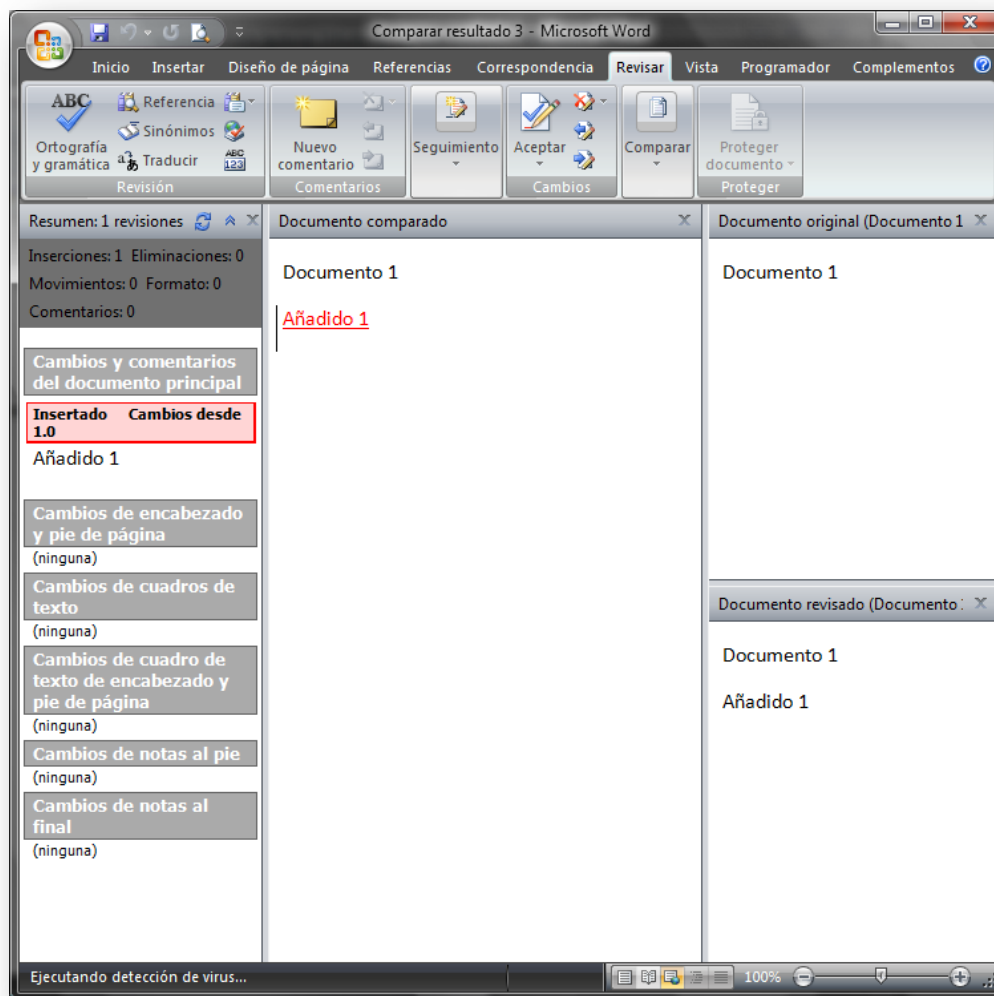 Comparar resultado 3 - Microsoft Word
Inicio Insertar Diseño de página Referencias Correspondencia Revisar Vista Programador Complementos
ABC
Ortografía y gramática
Referencia
Sinónimos
Traducir
ABC 123
Revisión
Nuevo comentario
Comentarios
Seguimiento
Aceptar
Cambios
Comparar
Proteger documento
Proteger
Resumen: 1 revisiones
Inserciones: 1 Eliminaciones: 0
Movimientos: 0 Formato: 0
Comentarios: 0
Cambios y comentarios
del documento principal
Insertado Cambios desde
1.0
Añadido 1
Cambios de encabezado
y pie de página
(ninguna)
Cambios de cuadros de
texto
(ninguna)
Cambios de cuadro de
texto de encabezado y
pie de página
(ninguna)
Cambios de notas al pie
(ninguna)
Cambios de notas al
final
(ninguna)
Documento comparado
Documento 1
Añadido 1
Documento original (Documento 1
Documento 1
Documento revisado (Documento
Documento 1
Añadido 1
Ejecutando detección de virus...
100%